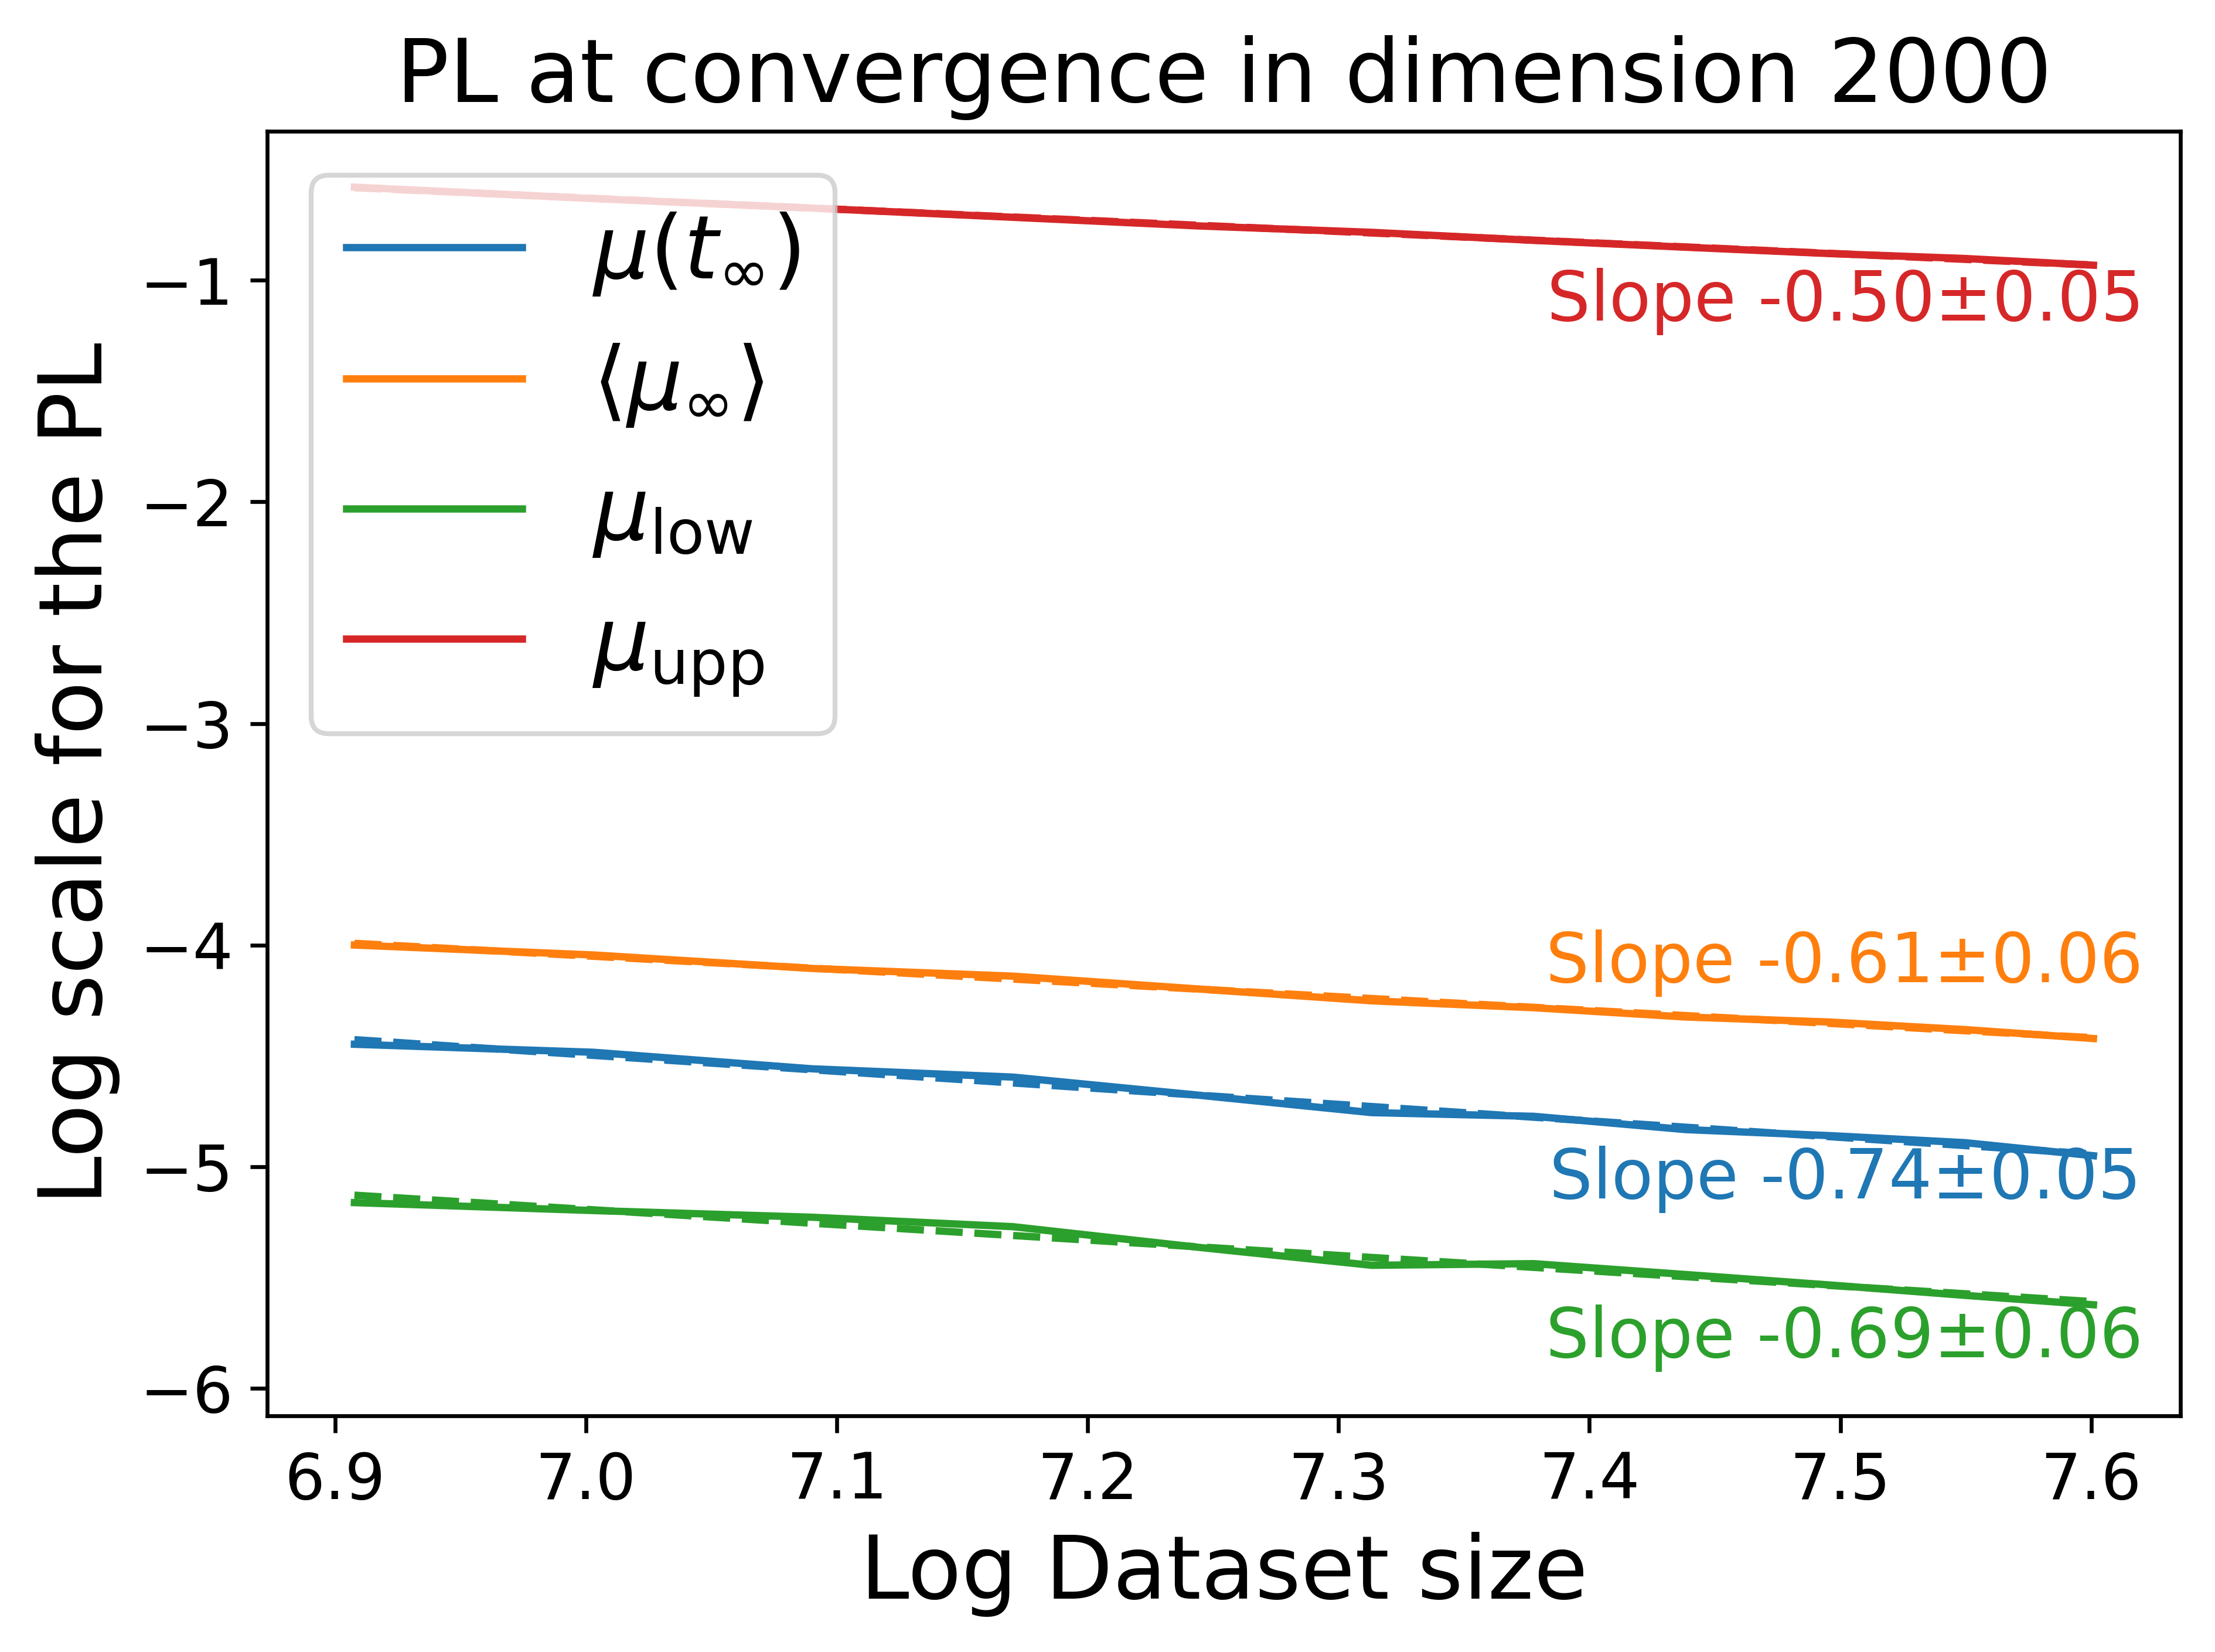 PL at convergence in dimension 2000
Log scale for the PL
−1
−2
−3
−4
−5
−6
μ(t∞)
⟨μ∞⟩
μlow
μupp
Slope -0.50±0.05
Slope -0.61±0.06
Slope -0.74±0.05
Slope -0.69±0.06
6.9 7.0 7.1 7.2 7.3 7.4 7.5 7.6
Log Dataset size